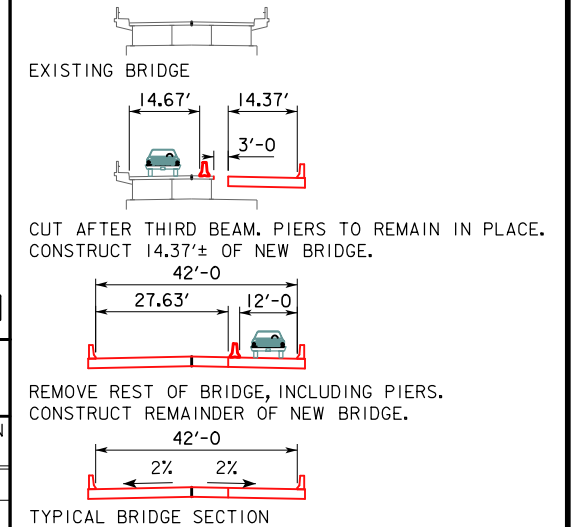 EXISTING BRIDGE
14.67' 14.37'
3'-0
CUT AFTER THIRD BEAM. PIERS TO REMAIN IN PLACE.
CONSTRUCT 14.37'± OF NEW BRIDGE.
42'-0
27.63' 12'-0
REMOVE REST OF BRIDGE, INCLUDING PIERS.
CONSTRUCT REMAINDER OF NEW BRIDGE.
42'-0
2% 2%
TYPICAL BRIDGE SECTION
N